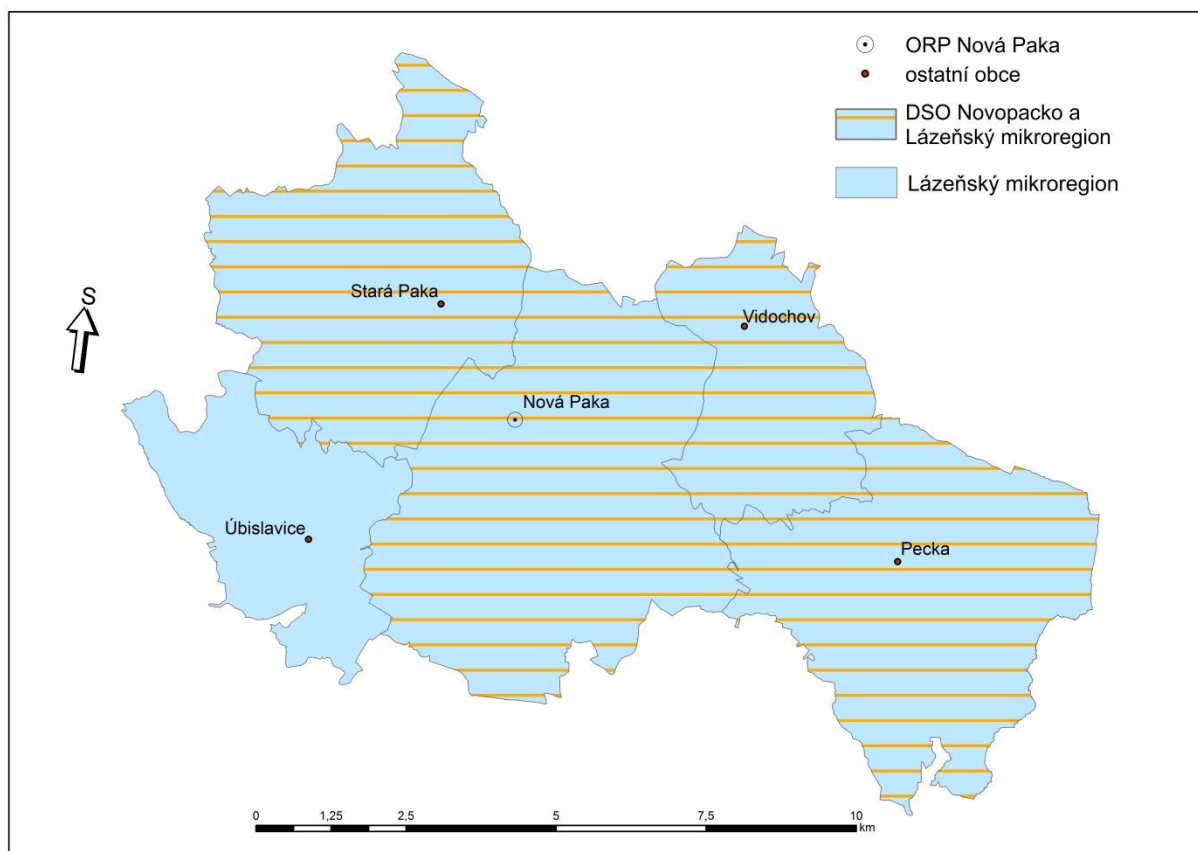 ORP Nová Paka
ostatní obce
DSO Novopacko a
Lázeňský mikroregion
Lázeňský mikroregion
S
Stará Paka
Vidochov
Nová Paka
Úbislavice
Pecka
0 1,25 2,5 5 7,5 10
km